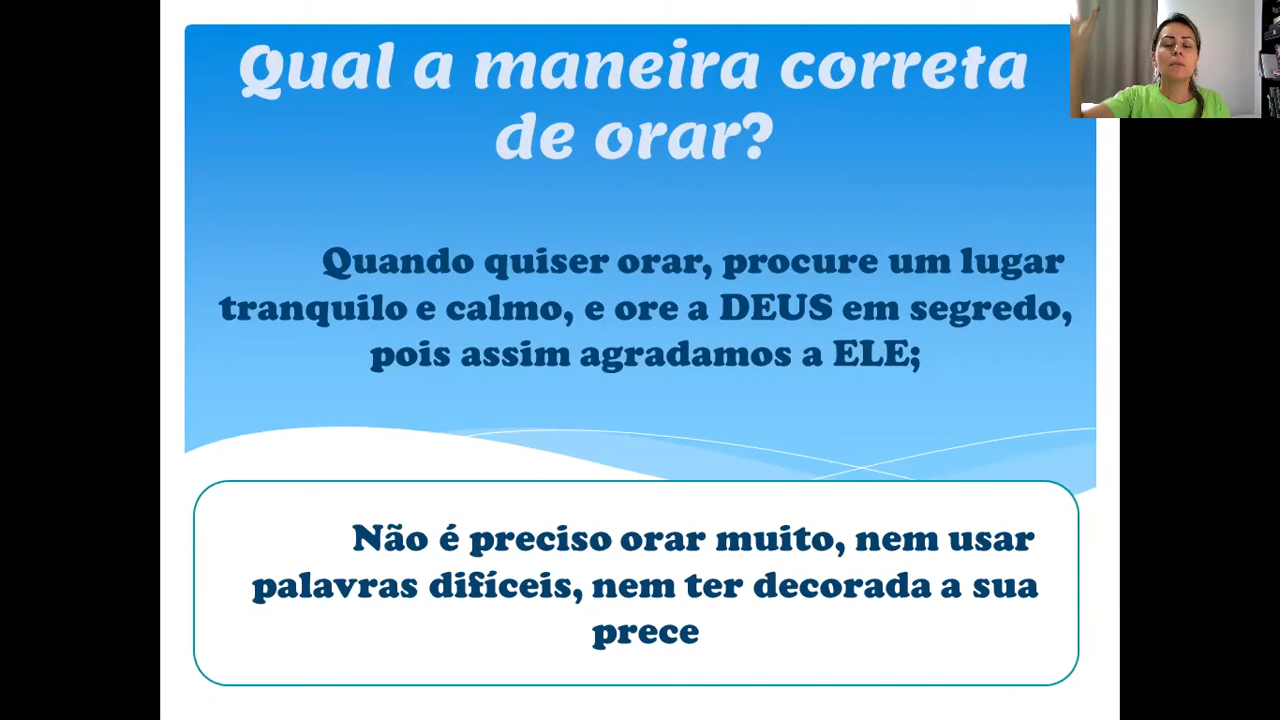 Qual a maneira correta
de orar?
Quando quiser orar, procure um lugar
tranquilo e calmo, e ore a DEUS em segredo,
pois assim agradamos a ELE;
Não é preciso orar muito, nem usar
palavras difíceis, nem ter decorada a sua
prece